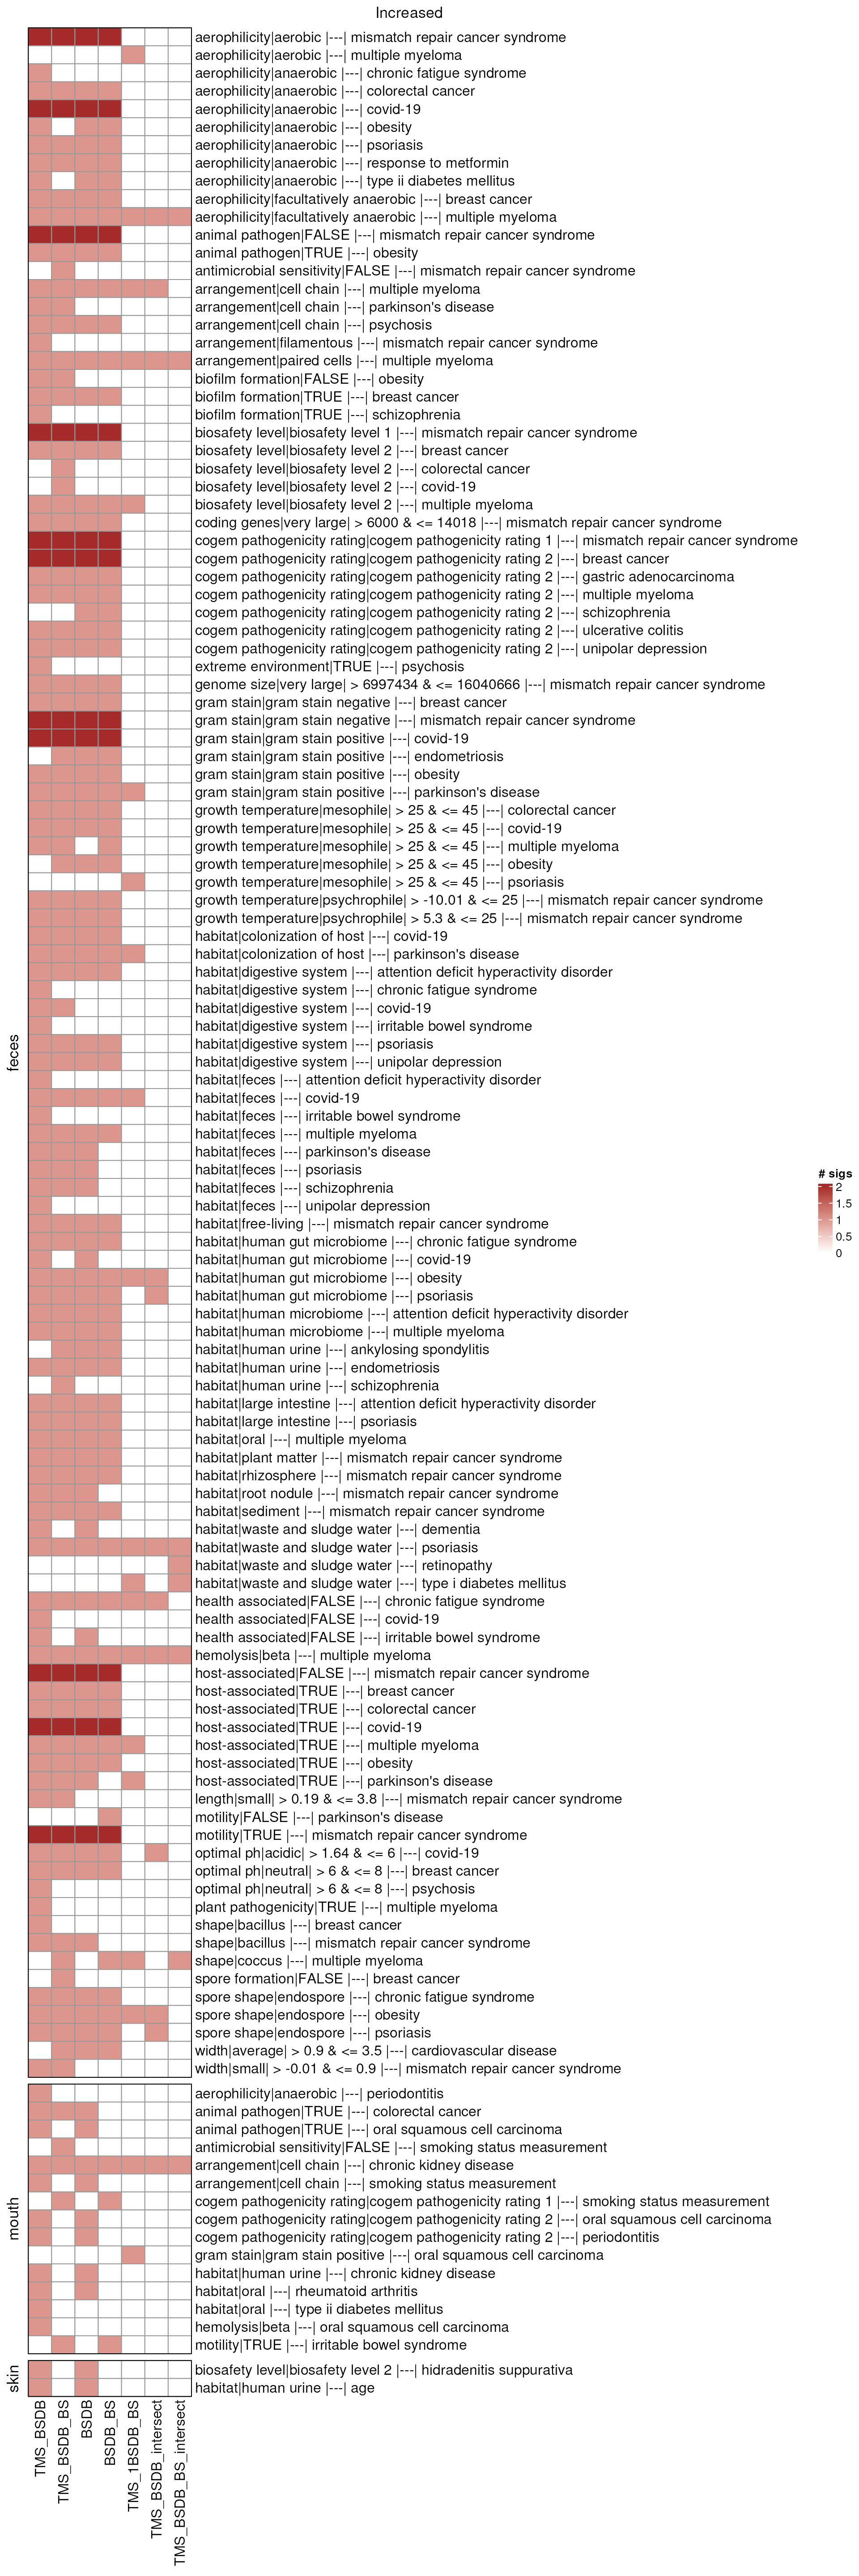 Increased
aerophilicity|aerobic |---| mismatch repair cancer syndrome
aerophilicity|aerobic |---| multiple myeloma
aerophilicity|anaerobic |---| chronic fatigue syndrome
aerophilicity|anaerobic |---| colorectal cancer
aerophilicity|anaerobic |---| covid-19
aerophilicity|anaerobic |---| obesity
aerophilicity|anaerobic |---| psoriasis
aerophilicity|anaerobic |---| response to metformin
aerophilicity|anaerobic |---| type ii diabetes mellitus
aerophilicity|facultatively anaerobic |---| breast cancer
aerophilicity|facultatively anaerobic |---| multiple myeloma
animal pathogen|FALSE |---| mismatch repair cancer syndrome
animal pathogen|TRUE |---| obesity
antimicrobial sensitivity|FALSE |---| mismatch repair cancer syndrome
arrangement|cell chain |---| multiple myeloma
arrangement|cell chain |---| parkinson's disease
arrangement|cell chain |---| psychosis
arrangement|filamentous |---| mismatch repair cancer syndrome
arrangement|paired cells |---| multiple myeloma
biofilm formation|FALSE |---| obesity
biofilm formation|TRUE |---| breast cancer
biofilm formation|TRUE |---| schizophrenia
biosafety level|biosafety level 1 |---| mismatch repair cancer syndrome
biosafety level|biosafety level 2 |---| breast cancer
biosafety level|biosafety level 2 |---| colorectal cancer
biosafety level|biosafety level 2 |---| covid-19
biosafety level|biosafety level 2 |---| multiple myeloma
coding genes|very large| > 6000 & <= 14018 |---| mismatch repair cancer syndrome
cogem pathogenicity rating|cogem pathogenicity rating 1 |---| mismatch repair cancer syndrome
cogem pathogenicity rating|cogem pathogenicity rating 2 |---| breast cancer
cogem pathogenicity rating|cogem pathogenicity rating 2 |---| gastric adenocarcinoma
cogem pathogenicity rating|cogem pathogenicity rating 2 |---| multiple myeloma
cogem pathogenicity rating|cogem pathogenicity rating 2 |---| schizophrenia
cogem pathogenicity rating|cogem pathogenicity rating 2 |---| ulcerative colitis
cogem pathogenicity rating|cogem pathogenicity rating 2 |---| unipolar depression
extreme environment|TRUE |---| psychosis
genome size|very large| > 6997434 & <= 16040666 |---| mismatch repair cancer syndrome
gram stain|gram stain negative |---| breast cancer
gram stain|gram stain negative |---| mismatch repair cancer syndrome
gram stain|gram stain positive |---| covid-19
gram stain|gram stain positive |---| endometriosis
gram stain|gram stain positive |---| obesity
gram stain|gram stain positive |---| parkinson's disease
growth temperature|mesophile| > 25 & <= 45 |---| colorectal cancer
growth temperature|mesophile| > 25 & <= 45 |---| covid-19
growth temperature|mesophile| > 25 & <= 45 |---| multiple myeloma
growth temperature|mesophile| > 25 & <= 45 |---| obesity
growth temperature|mesophile| > 25 & <= 45 |---| psoriasis
growth temperature|psychrophile| > -10.01 & <= 25 |---| mismatch repair cancer syndrome
growth temperature|psychrophile| > 5.3 & <= 25 |---| mismatch repair cancer syndrome
habitat|colonization of host |---| covid-19
habitat|colonization of host |---| parkinson's disease
habitat|digestive system |---| attention deficit hyperactivity disorder
habitat|digestive system |---| chronic fatigue syndrome
habitat|digestive system |---| covid-19
habitat|digestive system |---| irritable bowel syndrome
habitat|digestive system |---| psoriasis
habitat|digestive system |---| unipolar depression
habitat|feces |---| attention deficit hyperactivity disorder
habitat|feces |---| covid-19
habitat|feces |---| irritable bowel syndrome
habitat|feces |---| multiple myeloma
habitat|feces |---| parkinson's disease
habitat|feces |---| psoriasis
habitat|feces |---| schizophrenia
habitat|feces |---| unipolar depression
habitat|free-living |---| mismatch repair cancer syndrome
habitat|human gut microbiome |---| chronic fatigue syndrome
habitat|human gut microbiome |---| covid-19
habitat|human gut microbiome |---| obesity
habitat|human gut microbiome |---| psoriasis
habitat|human microbiome |---| attention deficit hyperactivity disorder
habitat|human microbiome |---| multiple myeloma
habitat|human urine |---| ankylosing spondylitis
habitat|human urine |---| endometriosis
habitat|human urine |---| schizophrenia
habitat|large intestine |---| attention deficit hyperactivity disorder
habitat|large intestine |---| psoriasis
habitat|oral |---| multiple myeloma
habitat|plant matter |---| mismatch repair cancer syndrome
habitat|rhizosphere |---| mismatch repair cancer syndrome
habitat|root nodule |---| mismatch repair cancer syndrome
habitat|sediment |---| mismatch repair cancer syndrome
habitat|waste and sludge water |---| dementia
habitat|waste and sludge water |---| psoriasis
habitat|waste and sludge water |---| retinopathy
habitat|waste and sludge water |---| type i diabetes mellitus
health associated|FALSE |---| chronic fatigue syndrome
health associated|FALSE |---| covid-19
health associated|FALSE |---| irritable bowel syndrome
hemolysis|beta |---| multiple myeloma
host-associated|FALSE |---| mismatch repair cancer syndrome
host-associated|TRUE |---| breast cancer
host-associated|TRUE |---| colorectal cancer
host-associated|TRUE |---| covid-19
host-associated|TRUE |---| multiple myeloma
host-associated|TRUE |---| obesity
host-associated|TRUE |---| parkinson's disease
length|small| > 0.19 & <= 3.8 |---| mismatch repair cancer syndrome
motility|FALSE |---| parkinson's disease
motility|TRUE |---| mismatch repair cancer syndrome
optimal ph|acidic| > 1.64 & <= 6 |---| covid-19
optimal ph|neutral| > 6 & <= 8 |---| breast cancer
optimal ph|neutral| > 6 & <= 8 |---| psychosis
plant pathogenicity|TRUE |---| multiple myeloma
shape|bacillus |---| breast cancer
shape|bacillus |---| mismatch repair cancer syndrome
shape|coccus |---| multiple myeloma
spore formation|FALSE |---| breast cancer
spore shape|endospore |---| chronic fatigue syndrome
spore shape|endospore |---| obesity
spore shape|endospore |---| psoriasis
width|average| > 0.9 & <= 3.5 |---| cardiovascular disease
width|small| > -0.01 & <= 0.9 |---| mismatch repair cancer syndrome
feces
aerophilicity|anaerobic |---| periodontitis
animal pathogen|TRUE |---| colorectal cancer
animal pathogen|TRUE |---| oral squamous cell carcinoma
antimicrobial sensitivity|FALSE |---| smoking status measurement
arrangement|cell chain |---| chronic kidney disease
arrangement|cell chain |---| smoking status measurement
cogem pathogenicity rating|cogem pathogenicity rating 1 |---| smoking status measurement
cogem pathogenicity rating|cogem pathogenicity rating 2 |---| oral squamous cell carcinoma
cogem pathogenicity rating|cogem pathogenicity rating 2 |---| periodontitis
gram stain|gram stain positive |---| oral squamous cell carcinoma
habitat|human urine |---| chronic kidney disease
habitat|oral |---| rheumatoid arthritis
habitat|oral |---| type ii diabetes mellitus
hemolysis|beta |---| oral squamous cell carcinoma
motility|TRUE |---| irritable bowel syndrome
mouth
biosafety level|biosafety level 2 |---| hidradenitis suppurativa
habitat|human urine |---| age
skin
TMS_BSDB
TMS_BSDB_BS
BSDB
BSDB_BS
TMS_1BSDB_BS
TMS_BSDB_intersect
TMS_BSDB_BS_intersect
# sigs
2
1.5
1
0.5
0